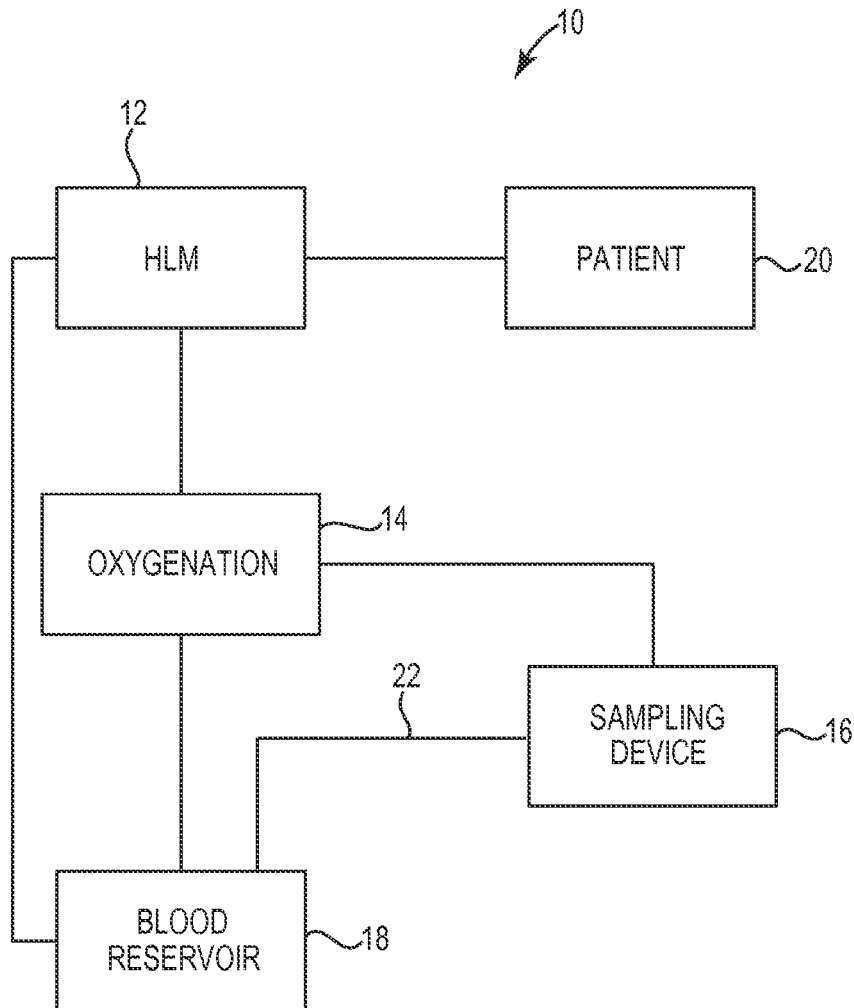 10
12
HLM
PATIENT
20
14
OXYGENATION
22
SAMPLING
DEVICE
16
BLOOD
RESERVOIR
18